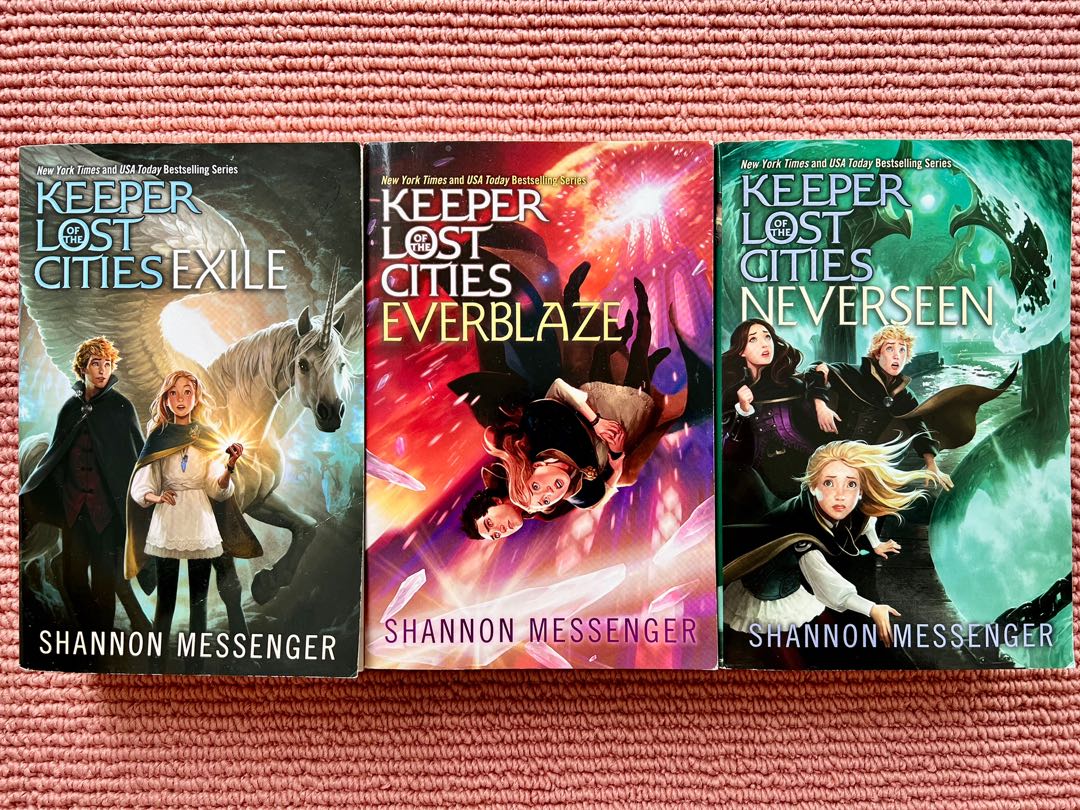 New York Times and USA Today Bestselling Series
KEEPER
OF THE
LOST
CITIES EXILE
SHANNON MESSENGER
New York Times and USA Today Bestselling Series
KEEPER
OF THE
LOST
CITIES
EVERBLAZE
SHANNON MESSENGER
New York Times and USA Today Bestselling Series
KEEPER
OF THE
LOST
CITIES
NEVERSEEN
SHANNON MESSENGER